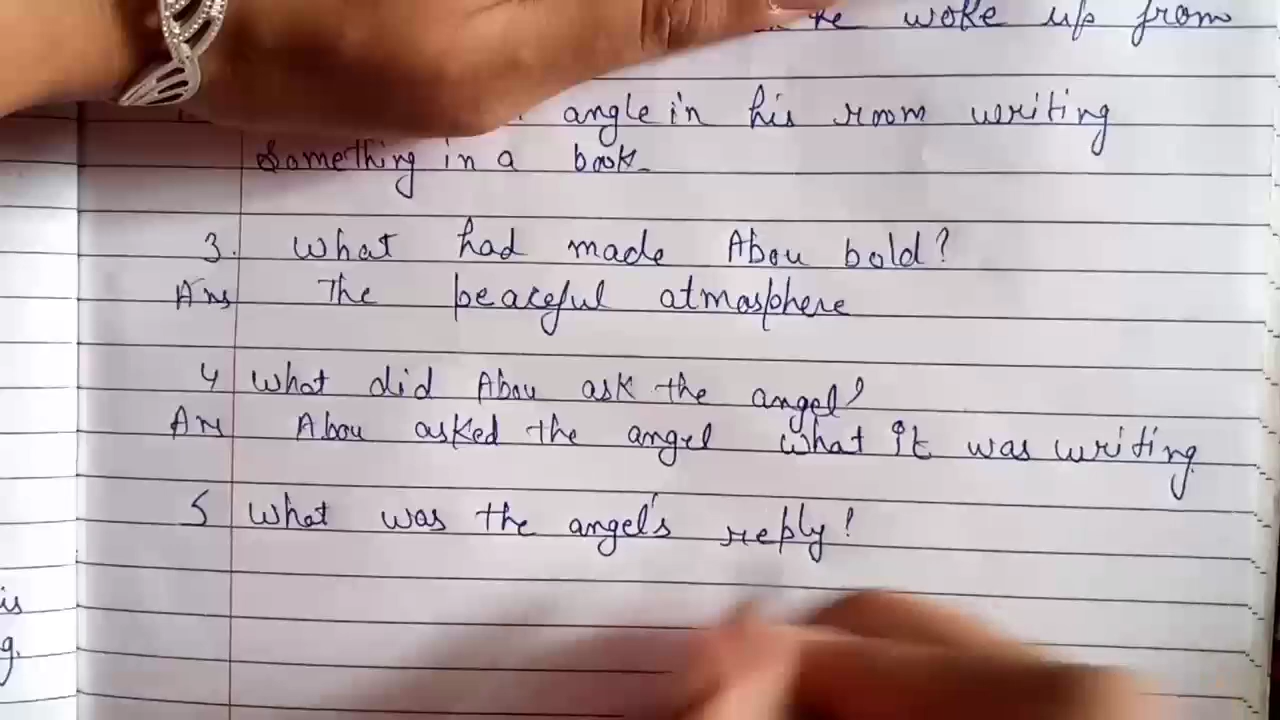 woke up from
angle in his room writing
Something in a book
3. What had made Abou bold?
Ans The peaceful atmosphere
4 What did Abou ask the angel?
Ans Abou asked the angel what it was writing.
5 What was the angel's reply?
is
g.